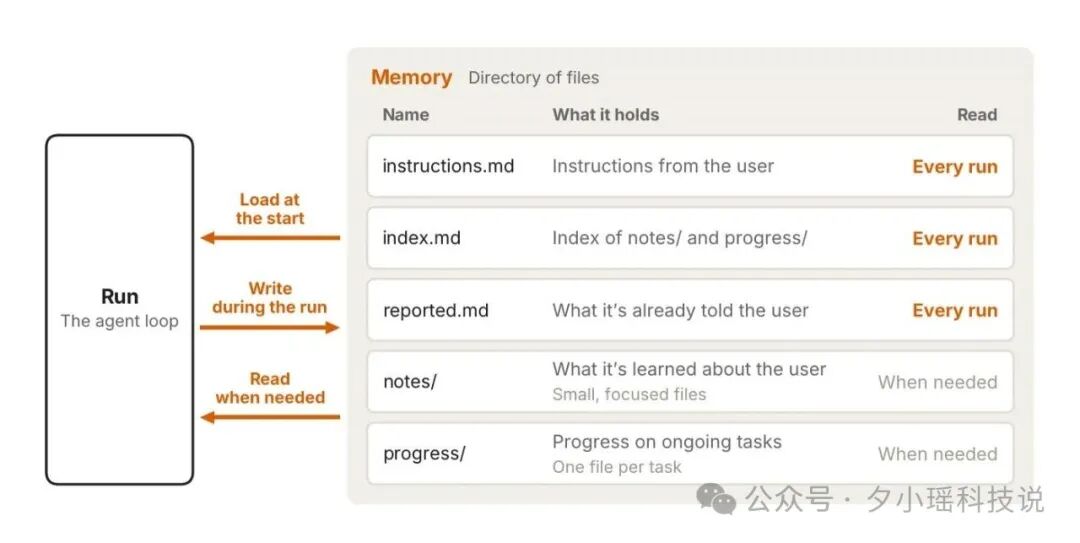 Memory Directory of files
Name What it holds Read
instructions.md Instructions from the user Every run
Load at
the start
index.md Index of notes/ and progress/ Every run
Run
The agent loop
Write
during the run
reported.md What it’s already told the user Every run
Read
when needed
notes/ What it’s learned about the user When needed
Small, focused files
progress/ Progress on ongoing tasks When needed
One file per task
公众号 · 夕小瑶科技说